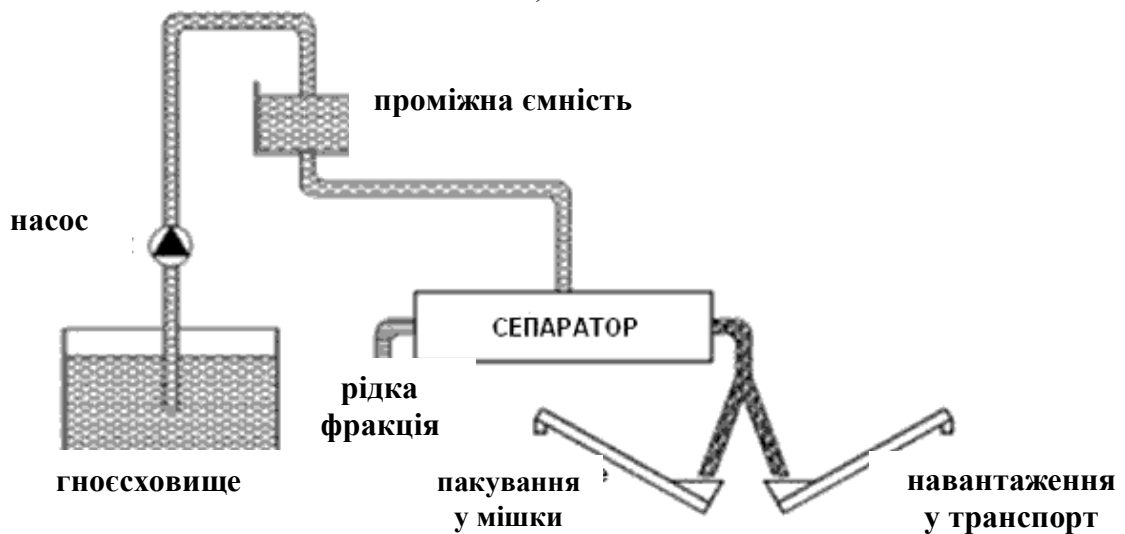 проміжна ємність
насос
СЕПАРАТОР
рідка
фракція
гноєсховище
пакування
у мішки
навантаження
у транспорт